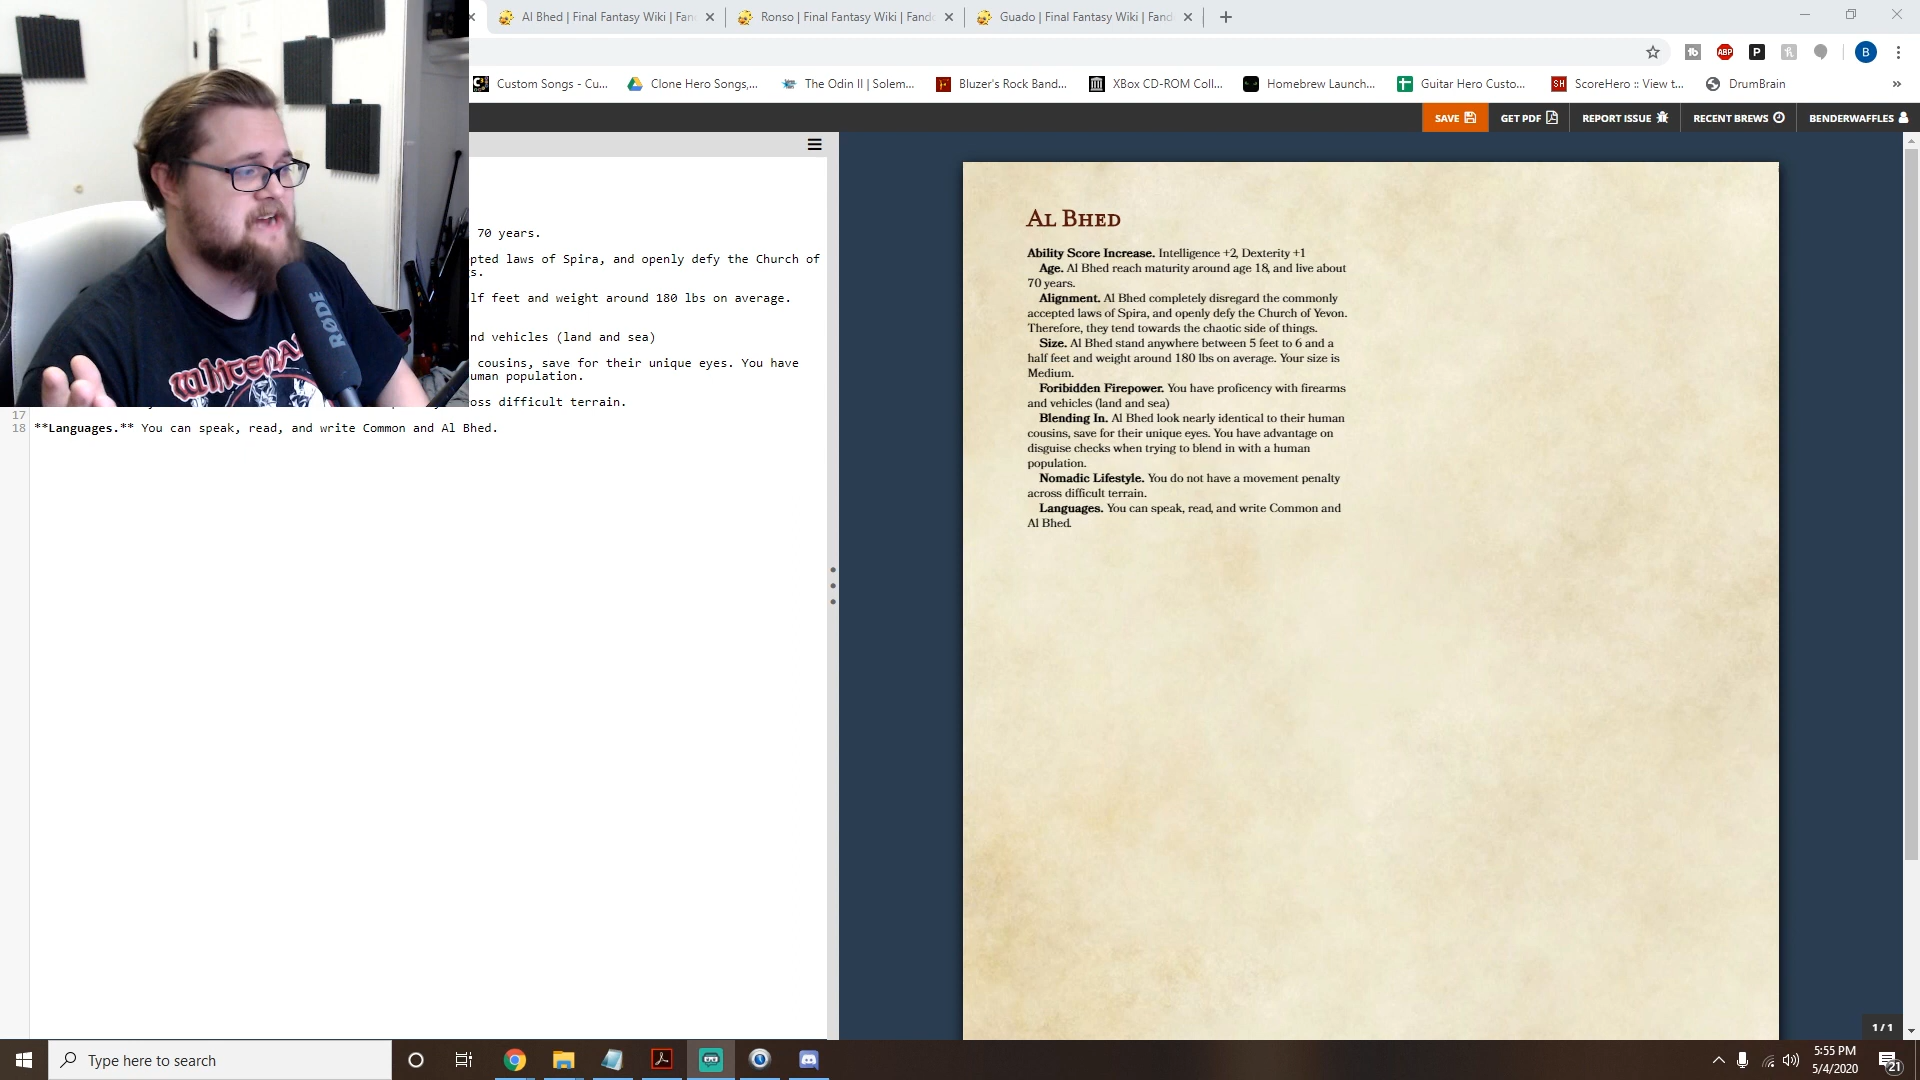 Al Bhed | Final Fantasy Wiki | Fan
Ronso | Final Fantasy Wiki | Fand
Guado | Final Fantasy Wiki | Fand
Custom Songs - Cu...
Clone Hero Songs,...
The Odin II | Solem...
Bluzer's Rock Band...
XBox CD-ROM Coll...
Homebrew Launch...
Guitar Hero Custo...
ScoreHero :: View t...
DrumBrain
SAVE
GET PDF
REPORT ISSUE
RECENT BREWS
BENDERWAFFLES
70 years.
pted laws of Spira, and openly defy the Church of
s.
lf feet and weight around 180 lbs on average.
nd vehicles (land and sea)
cousins, save for their unique eyes. You have
uman population.
oss difficult terrain.
17
18 **Languages.** You can speak, read, and write Common and Al Bhed.
RØDE
Whitenak
Al Bhed
Ability Score Increase. Intelligence +2, Dexterity +1
Age. Al Bhed reach maturity around age 18, and live about
70 years.
Alignment. Al Bhed completely disregard the commonly
accepted laws of Spira, and openly defy the Church of Yevon.
Therefore, they tend towards the chaotic side of things.
Size. Al Bhed stand anywhere between 5 feet to 6 and a
half feet and weight around 180 lbs on average. Your size is
Medium.
Foribidden Firepower. You have proficiency with firearms
and vehicles (land and sea)
Blending In. Al Bhed look nearly identical to their human
cousins, save for their unique eyes. You have advantage on
disguise checks when trying to blend in with a human
population.
Nomadic Lifestyle. You do not have a movement penalty
across difficult terrain.
Languages. You can speak, read, and write Common and
Al Bhed.
1 / 1
Type here to search
5:55 PM
5/4/2020
21